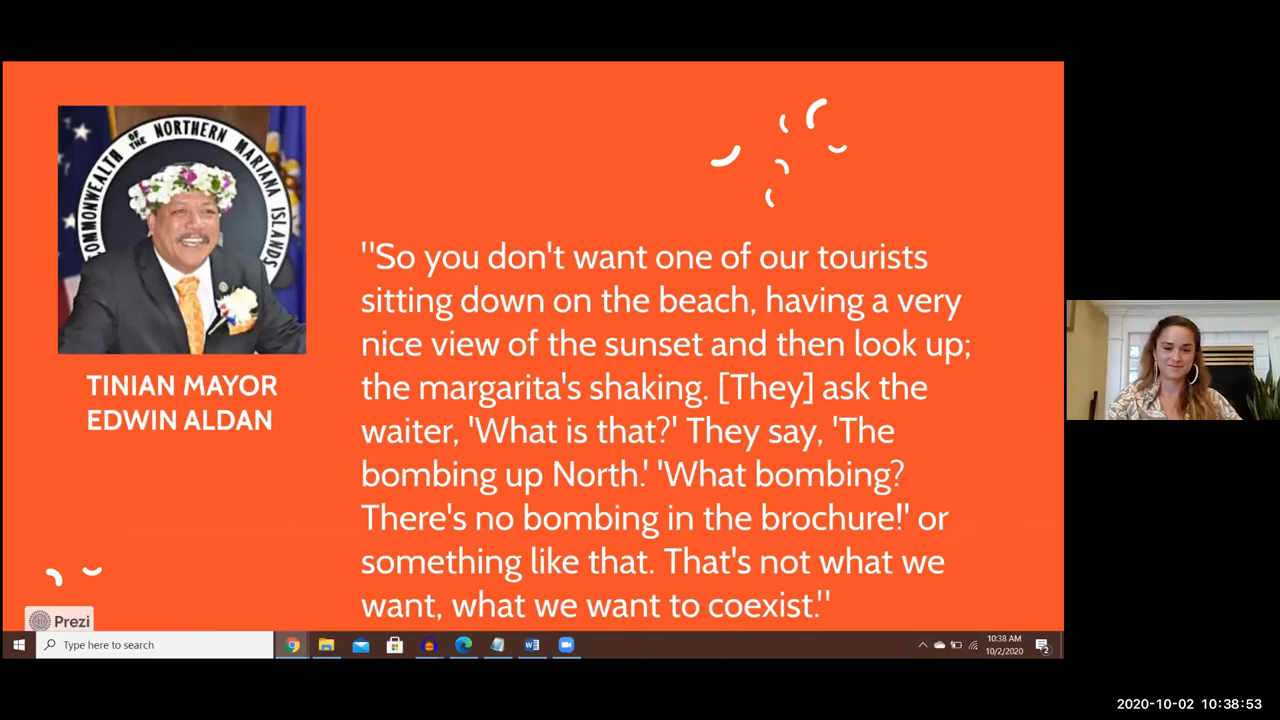 COMMONWEALTH OF THE NORTHERN MARIANA ISLANDS
"So you don't want one of our tourists
sitting down on the beach, having a very
nice view of the sunset and then look up;
the margarita's shaking. [They] ask the
waiter, 'What is that?' They say, 'The
bombing up North.' 'What bombing?
There's no bombing in the brochure!' or
something like that. That's not what we
want, what we want to coexist."
TINIAN MAYOR
EDWIN ALDAN
Prezi
Type here to search
10:38 AM
10/2/2020
2
2020-10-02 10:38:53